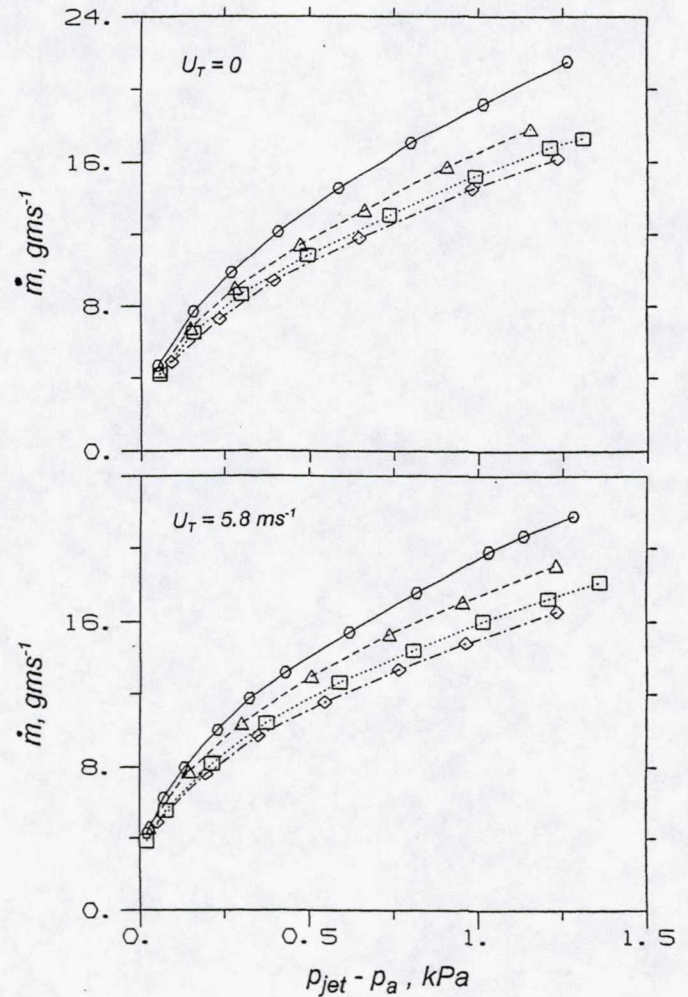 24.
U_T = 0
16.
ṁ, gms⁻¹
8.
0.
U_T = 5.8 ms⁻¹
16.
ṁ, gms⁻¹
8.
0.
0. 0.5 1.0 1.5
p_jet - p_a , kPa